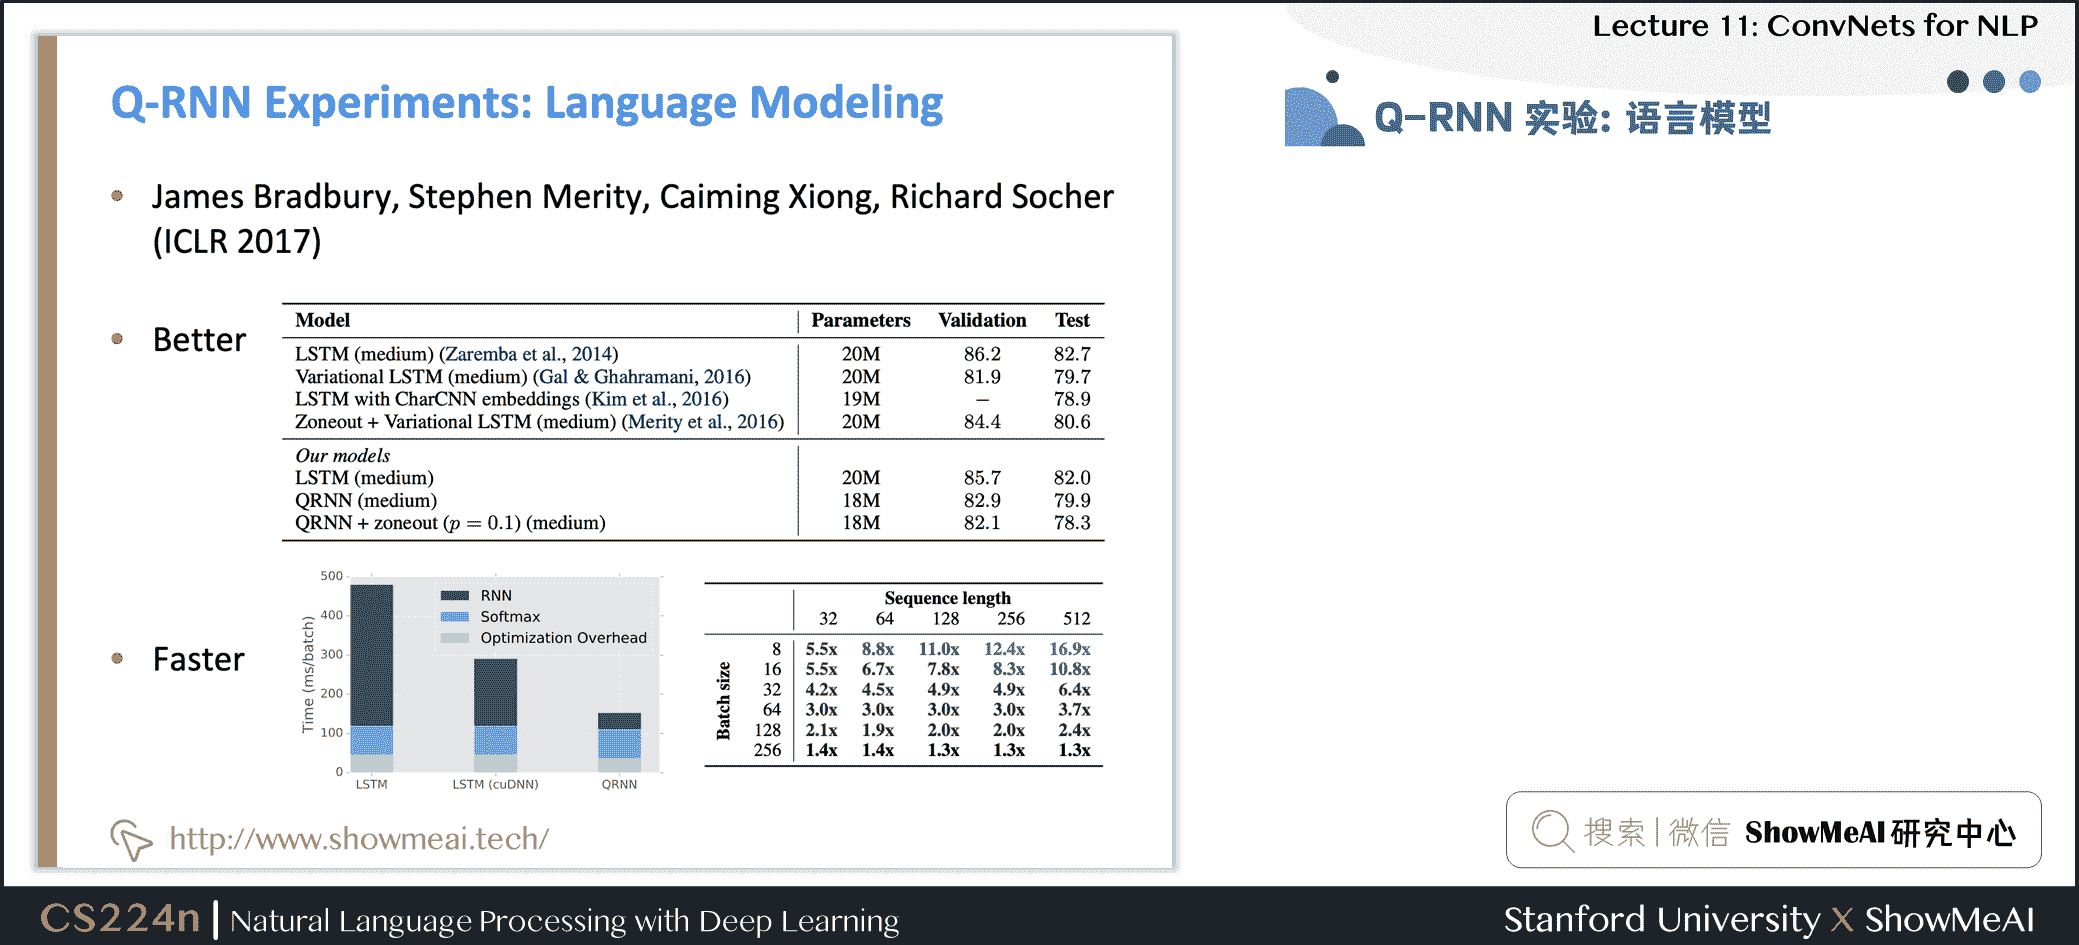 Lecture 11: ConvNets for NLP
Q-RNN Experiments: Language Modeling
Q-RNN 实验: 语言模型
• James Bradbury, Stephen Merity, Caiming Xiong, Richard Socher
(ICLR 2017)
• Better
Model Parameters Validation Test
LSTM (medium) (Zaremba et al., 2014) 20M 86.2 82.7
Variational LSTM (medium) (Gal & Ghahramani, 2016) 20M 81.9 79.7
LSTM with CharCNN embeddings (Kim et al., 2016) 19M – 78.9
Zoneout + Variational LSTM (medium) (Merity et al., 2016) 20M 84.4 80.6
Our models
LSTM (medium) 20M 85.7 82.0
QRNN (medium) 18M 82.9 79.9
QRNN + zoneout (p = 0.1) (medium) 18M 82.1 78.3
• Faster
Time (ms/batch)
500
400
300
200
100
0
RNN
Softmax
Optimization Overhead
LSTM LSTM (cuDNN) QRNN
Sequence length
32 64 128 256 512
Batch size
8 5.5x 8.8x 11.0x 12.4x 16.9x
16 5.5x 6.7x 7.8x 8.3x 10.8x
32 4.2x 4.5x 4.9x 4.9x 6.4x
64 3.0x 3.0x 3.0x 3.0x 3.7x
128 2.1x 1.9x 2.0x 2.0x 2.4x
256 1.4x 1.4x 1.3x 1.3x 1.3x
http://www.showmeai.tech/
搜索 | 微信 ShowMeAI 研究中心
CS224n | Natural Language Processing with Deep Learning
Stanford University X ShowMeAI